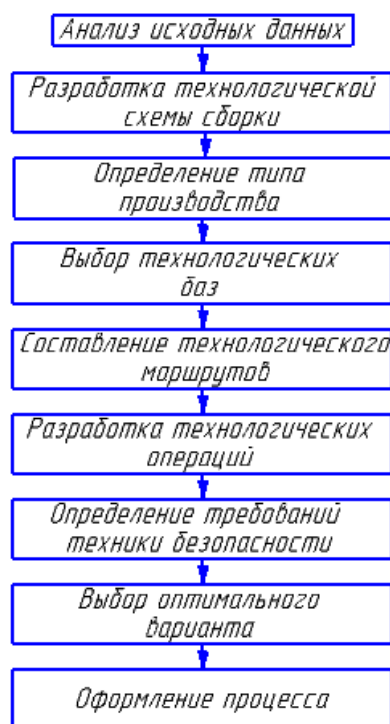 Анализ исходных данных
Разработка технологической
схемы сборки
Определение типа
производства
Выбор технологических
баз
Составление технологического
маршрутов
Разработка технологических
операций
Определение требований
техники безопасности
Выбор оптимального
варианта
Оформление процесса